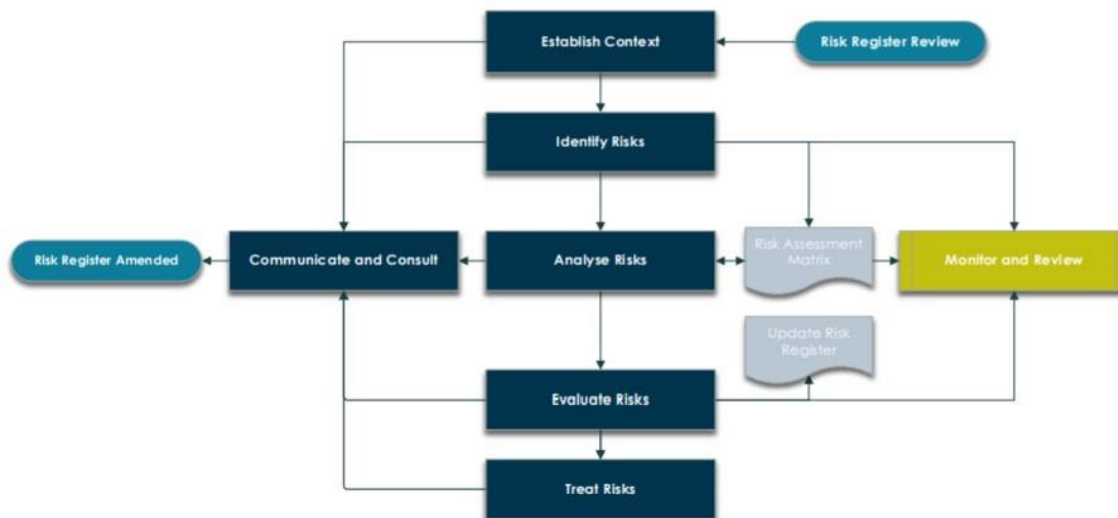 Establish Context
Risk Register Review
Identify Risks
Risk Register Amended
Communicate and Consult
Analyse Risks
Risk Assessment
Matrix
Monitor and Review
Update Risk
Register
Evaluate Risks
Treat Risks